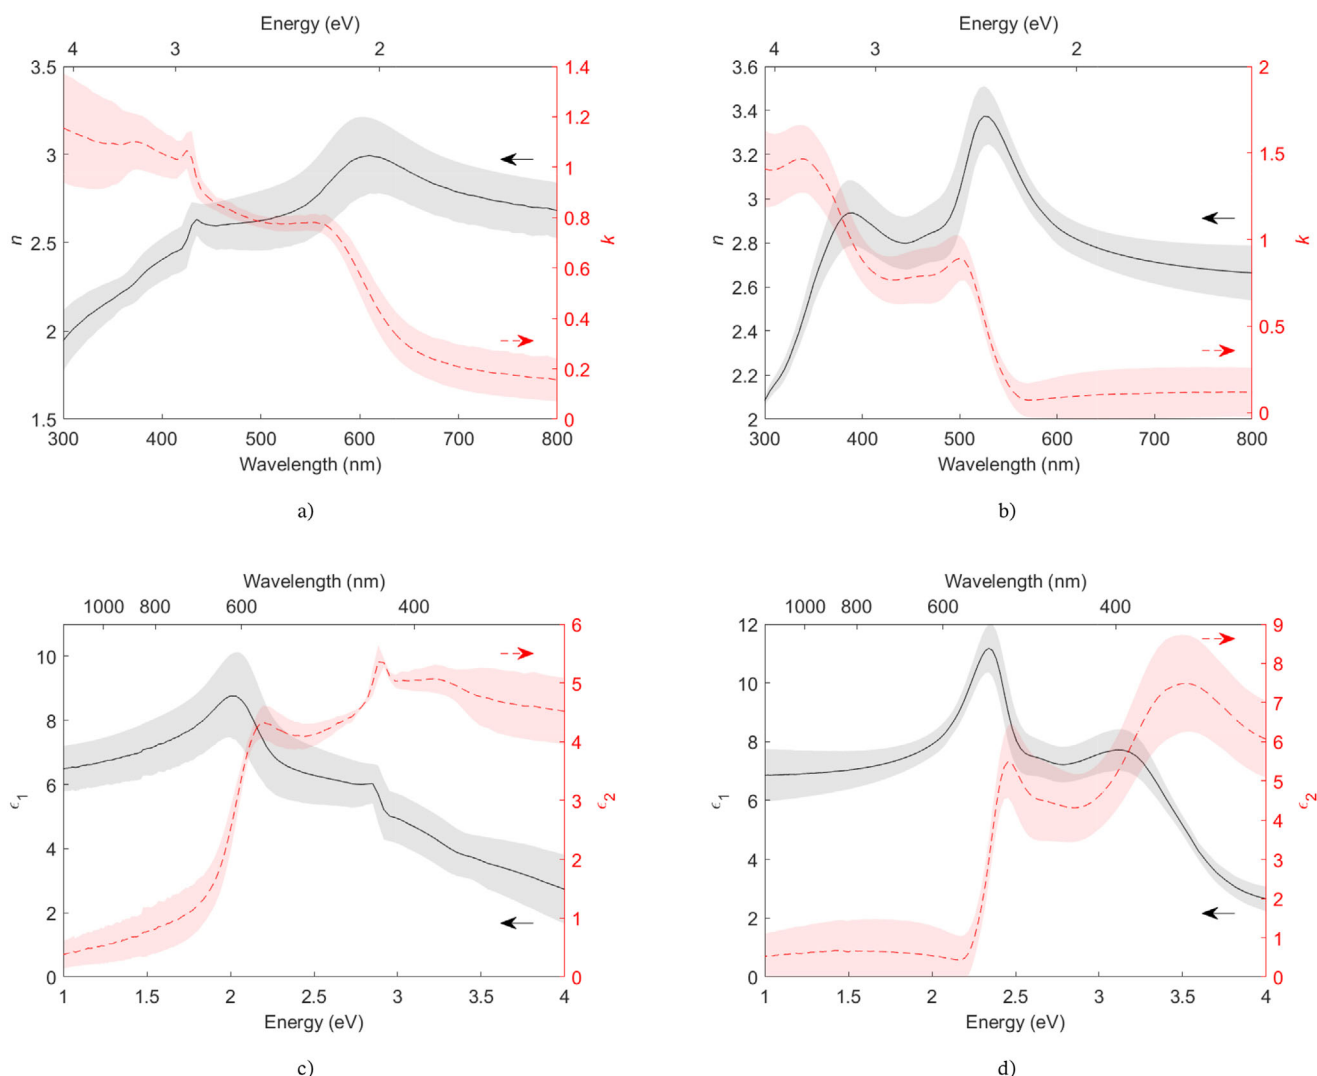 Energy (eV)
4 3 2
3.5 3 2.5 2 1.5
n
1.4 1.2 1 0.8 0.6 0.4 0.2 0
k
300 400 500 600 700 800
Wavelength (nm)
a)
Energy (eV)
4 3 2
3.6 3.4 3.2 3 2.8 2.6 2.4 2.2 2
n
2 1.5 1 0.5 0
k
300 400 500 600 700 800
Wavelength (nm)
b)
Wavelength (nm)
1000 800 600 400
10 8 6 4 2 0
ϵ1
6 5 4 3 2 1 0
ϵ2
1 1.5 2 2.5 3 3.5 4
Energy (eV)
c)
Wavelength (nm)
1000 800 600 400
12 10 8 6 4 2 0
ϵ1
9 8 7 6 5 4 3 2 1 0
ϵ2
1 1.5 2 2.5 3 3.5 4
Energy (eV)
d)